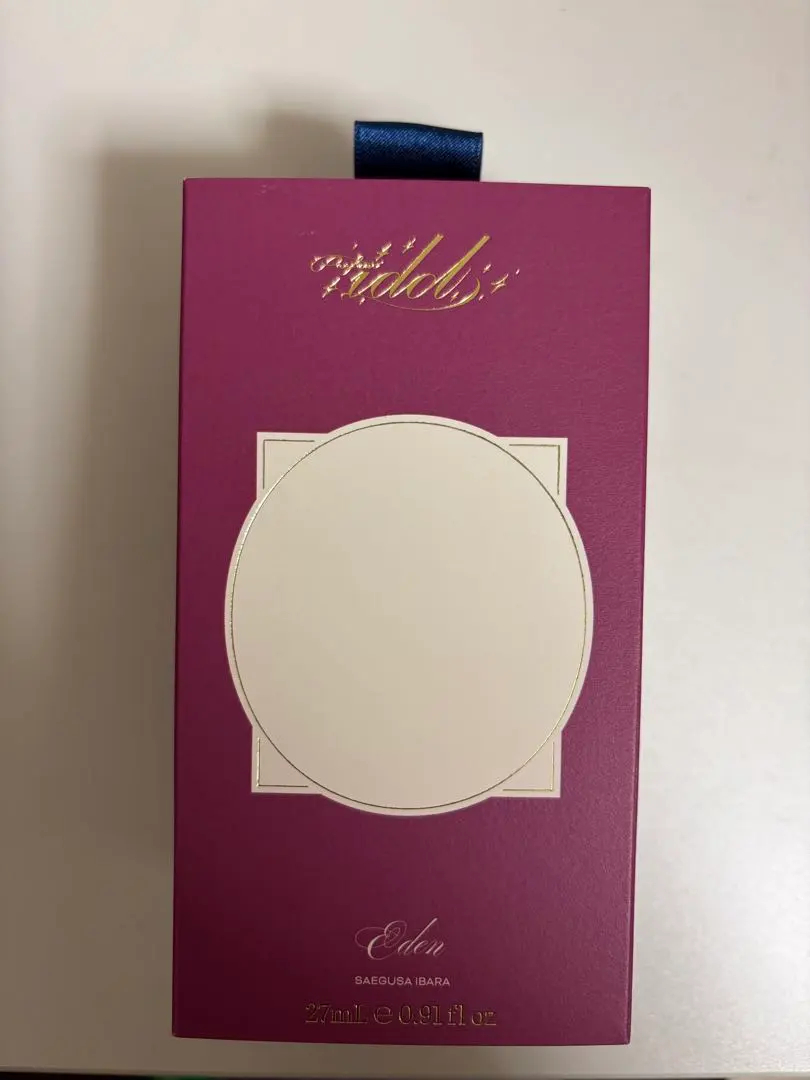 idol
Eden
SAEGUSA IBARA
27mL ℮ 0.91 fl oz